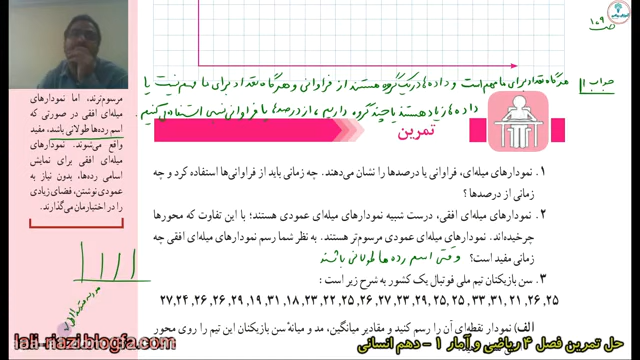 ص ۱۰۹
جواب ۱ هرگاه تعداد برای ما مهم است و داده‌ها در یک گروه هستند از فراوانی و هرگاه تعداد برای ما مهم نیست یا
داده‌ها زیاد هستند یا چند گروه داریم، از درصدها یا فراوانی نسبی استفاده می‌کنیم.
مرسوم‌ترند، اما نمودارهای
میله‌ای افقی در صورتی که
اسم رده‌ها طولانی باشد، مفید
واقع می‌شوند. نمودارهای
میله‌ای افقی برای نمایش
اسامی رده‌ها، بدون نیاز به
عمودی نوشتن، فضای زیادی
را در اختیارمان می‌گذارند.
تمرین
۱. نمودارهای میله‌ای، فراوانی یا درصدها را نشان می‌دهند. چه زمانی باید از فراوانی‌ها استفاده کرد و چه
زمانی از درصدها؟
۲. نمودارهای میله‌ای افقی، درست شبیه نمودارهای میله‌ای عمودی هستند؛ با این تفاوت که محورها
چرخیده‌اند. نمودارهای میله‌ای عمودی مرسوم‌تر هستند. به نظر شما رسم نمودارهای میله‌ای افقی چه
زمانی مفید است؟ وقتی اسم رده‌ها طولانی باشند
۳. سن بازیکنان تیم ملی فوتبال یک کشور به شرح زیر است:
۲۷,۲۴,۲۶,۲۶,۲۹,۱۹,۳۱,۱۸,۲۳,۲۲,۲۵,۲۶,۲۷,۲۳,۲۹,۲۵,۲۵,۳۳,۳۱,۲۱,۲۶,۲۵
الف) نمودار نقطه‌ای آن را رسم کنید و مقادیر میانگین، مد و میانهٔ سن بازیکنان این تیم را روی محور
lali-niazi.blogfa.com
حل تمرین فصل ۴ ریاضی و آمار ۱ - دهم انسانی